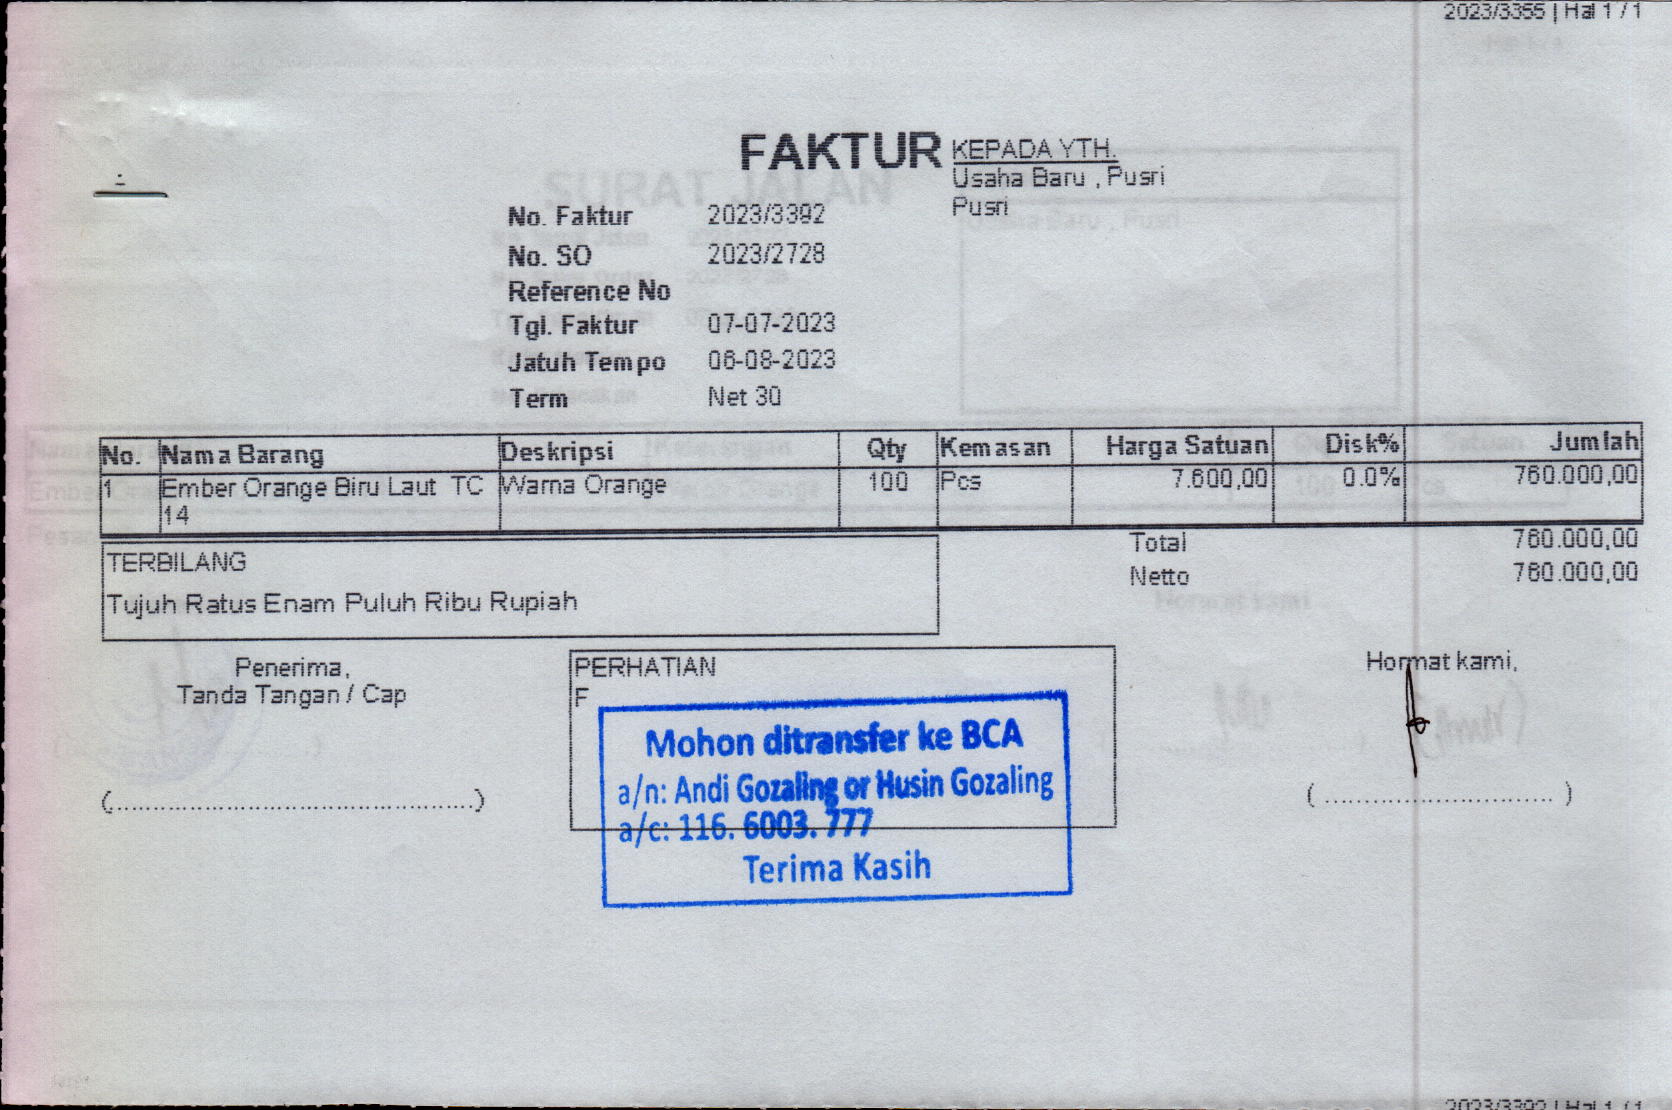 2023/3355 | Hal 1 / 1
FAKTUR
KEPADA YTH.
Usaha Baru , Pusri
Pusri
No. Faktur 2023/3392
No. SO 2023/2728
Reference No
Tgl. Faktur 07-07-2023
Jatuh Tempo 06-08-2023
Term Net 30
No. Nama Barang Deskripsi Qty Kemasan Harga Satuan Disk% Jumlah
1 Ember Orange Biru Laut TC Warna Orange 100 Pcs 7.600,00 0.0% 760.000,00
14
Total 760.000,00
Netto 760.000,00
TERBILANG
Tujuh Ratus Enam Puluh Ribu Rupiah
Penerima,
Tanda Tangan / Cap
(....................................................)
PERHATIAN
F
Mohon ditransfer ke BCA
a/n: Andi Gozaling or Husin Gozaling
a/c: 116. 6003. 777
Terima Kasih
Hormat kami,
( ................................ )
2023/3392 | Hal 1 / 1